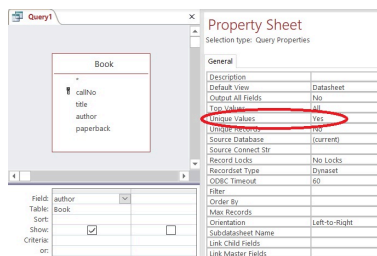 Query1
Book
*
callNo
title
author
paperback
Field: author
Table: Book
Sort:
Show:
Criteria:
or:
Property Sheet
Selection type: Query Properties
General
Description
Default View Datasheet
Output All Fields No
Top Values All
Unique Values Yes
Unique Records No
Source Database (current)
Source Connect Str
Record Locks No Locks
Recordset Type Dynaset
ODBC Timeout 60
Filter
Order By
Max Records
Orientation Left-to-Right
Subdatasheet Name
Link Child Fields
Link Master Fields